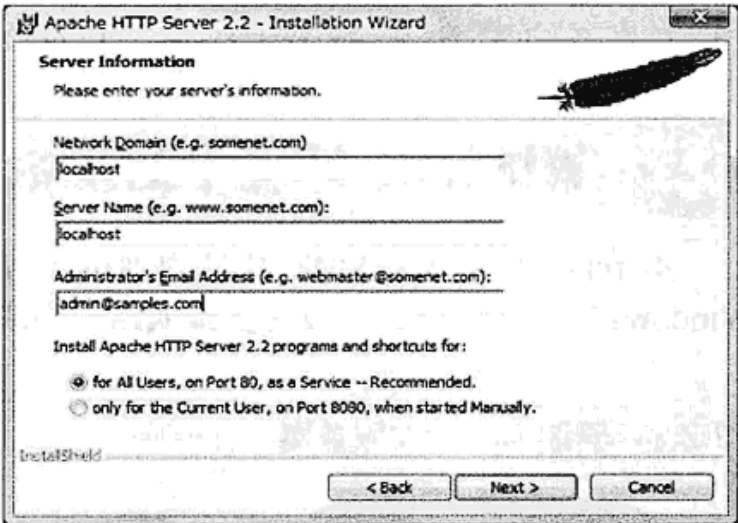 Apache HTTP Server 2.2 - Installation Wizard
Server Information
Please enter your server's information.
Network Domain (e.g. somenet.com)
localhost
Server Name (e.g. www.somenet.com):
localhost
Administrator's Email Address (e.g. webmaster@somenet.com):
admin@samples.com
Install Apache HTTP Server 2.2 programs and shortcuts for:
for All Users, on Port 80, as a Service -- Recommended.
only for the Current User, on Port 8080, when started Manually.
InstallShield
< Back
Next >
Cancel